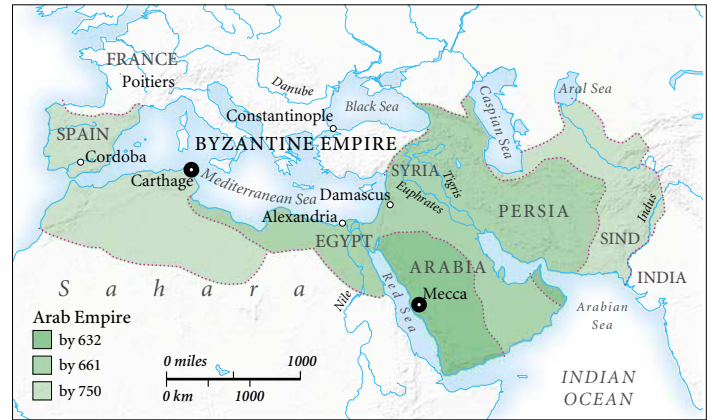 FRANCE
Poitiers
Danube
Aral Sea
Caspian Sea
Black Sea
Constantinople
SPAIN
BYZANTINE EMPIRE
Cordoba
Carthage
Mediterranean Sea
SYRIA
Tigris
Damascus
Euphrates
Alexandria
PERSIA
Indus
EGYPT
SIND
ARABIA
INDIA
Sahara
Nile
Red Sea
Mecca
Arabian
Sea
Arab Empire
by 632
by 661
by 750
0 miles 1000
0 km 1000
INDIAN
OCEAN